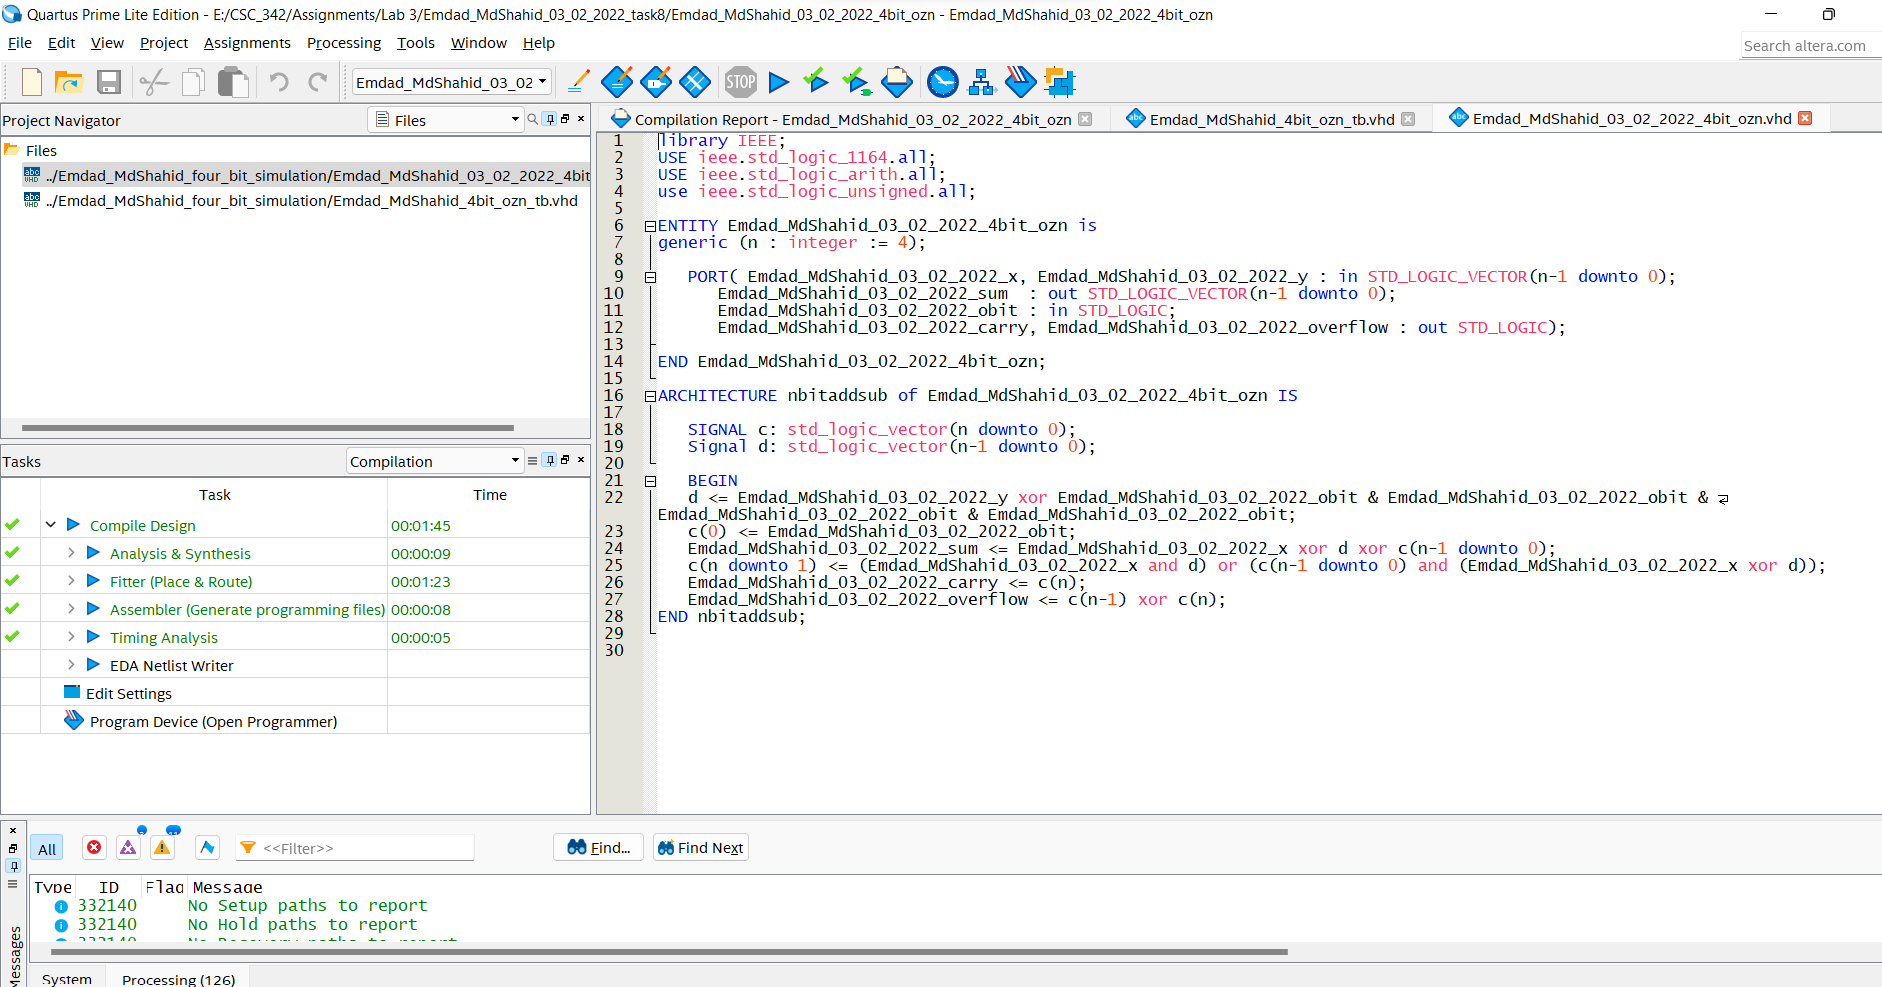 Quartus Prime Lite Edition - E:/CSC_342/Assignments/Lab 3/Emdad_MdShahid_03_02_2022_task8/Emdad_MdShahid_03_02_2022_4bit_ozn - Emdad_MdShahid_03_02_2022_4bit_ozn
File Edit View Project Assignments Processing Tools Window Help
Search altera.com
Emdad_MdShahid_03_02
STOP
Project Navigator
Files
Files
../Emdad_MdShahid_four_bit_simulation/Emdad_MdShahid_03_02_2022_4bit
../Emdad_MdShahid_four_bit_simulation/Emdad_MdShahid_4bit_ozn_tb.vhd
Tasks
Compilation
Task Time
Compile Design 00:01:45
Analysis & Synthesis 00:00:09
Fitter (Place & Route) 00:01:23
Assembler (Generate programming files) 00:00:08
Timing Analysis 00:00:05
EDA Netlist Writer
Edit Settings
Program Device (Open Programmer)
Compilation Report - Emdad_MdShahid_03_02_2022_4bit_ozn
Emdad_MdShahid_4bit_ozn_tb.vhd
Emdad_MdShahid_03_02_2022_4bit_ozn.vhd
1 library IEEE;
2 USE ieee.std_logic_1164.all;
3 USE ieee.std_logic_arith.all;
4 use ieee.std_logic_unsigned.all;
5
6 ENTITY Emdad_MdShahid_03_02_2022_4bit_ozn is
7 generic (n : integer := 4);
8
9 PORT( Emdad_MdShahid_03_02_2022_x, Emdad_MdShahid_03_02_2022_y : in STD_LOGIC_VECTOR(n-1 downto 0);
10 Emdad_MdShahid_03_02_2022_sum : out STD_LOGIC_VECTOR(n-1 downto 0);
11 Emdad_MdShahid_03_02_2022_obit : in STD_LOGIC;
12 Emdad_MdShahid_03_02_2022_carry, Emdad_MdShahid_03_02_2022_overflow : out STD_LOGIC);
13
14 END Emdad_MdShahid_03_02_2022_4bit_ozn;
15
16 ARCHITECTURE nbitaddsub of Emdad_MdShahid_03_02_2022_4bit_ozn IS
17
18 SIGNAL c: std_logic_vector(n downto 0);
19 Signal d: std_logic_vector(n-1 downto 0);
20
21 BEGIN
22 d <= Emdad_MdShahid_03_02_2022_y xor Emdad_MdShahid_03_02_2022_obit & Emdad_MdShahid_03_02_2022_obit &
Emdad_MdShahid_03_02_2022_obit & Emdad_MdShahid_03_02_2022_obit;
23 c(0) <= Emdad_MdShahid_03_02_2022_obit;
24 Emdad_MdShahid_03_02_2022_sum <= Emdad_MdShahid_03_02_2022_x xor d xor c(n-1 downto 0);
25 c(n downto 1) <= (Emdad_MdShahid_03_02_2022_x and d) or (c(n-1 downto 0) and (Emdad_MdShahid_03_02_2022_x xor d));
26 Emdad_MdShahid_03_02_2022_carry <= c(n);
27 Emdad_MdShahid_03_02_2022_overflow <= c(n-1) xor c(n);
28 END nbitaddsub;
29
30
All
<<Filter>>
Find...
Find Next
Type ID Flag Message
332140 No Setup paths to report
332140 No Hold paths to report
332140 No Recovery paths to report
System Processing (126)
Messages